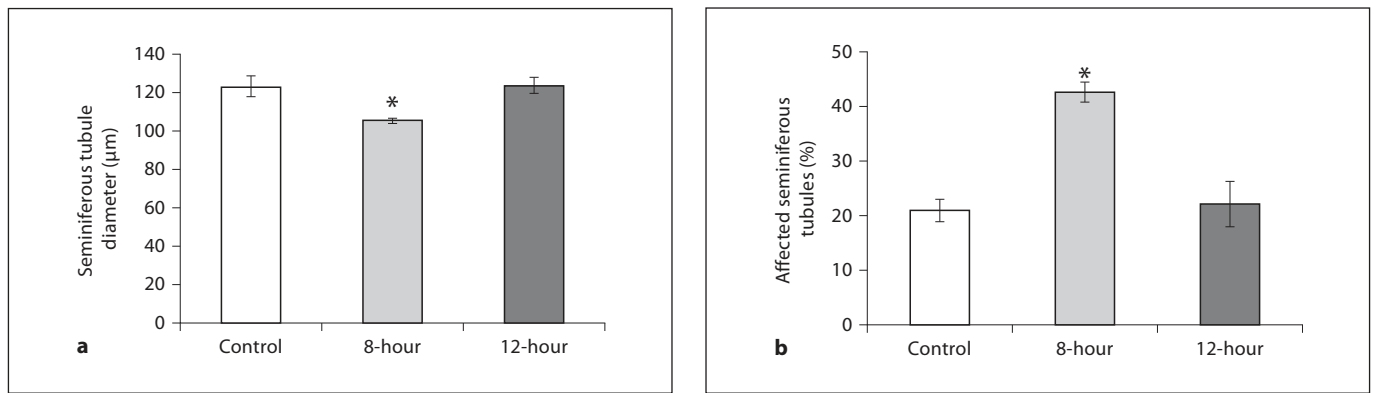 140
120
100
80
60
40
20
0
Seminiferous tubule
diameter (μm)
*
Control
8-hour
12-hour
a
50
40
30
20
10
0
Affected seminiferous
tubules (%)
*
Control
8-hour
12-hour
b